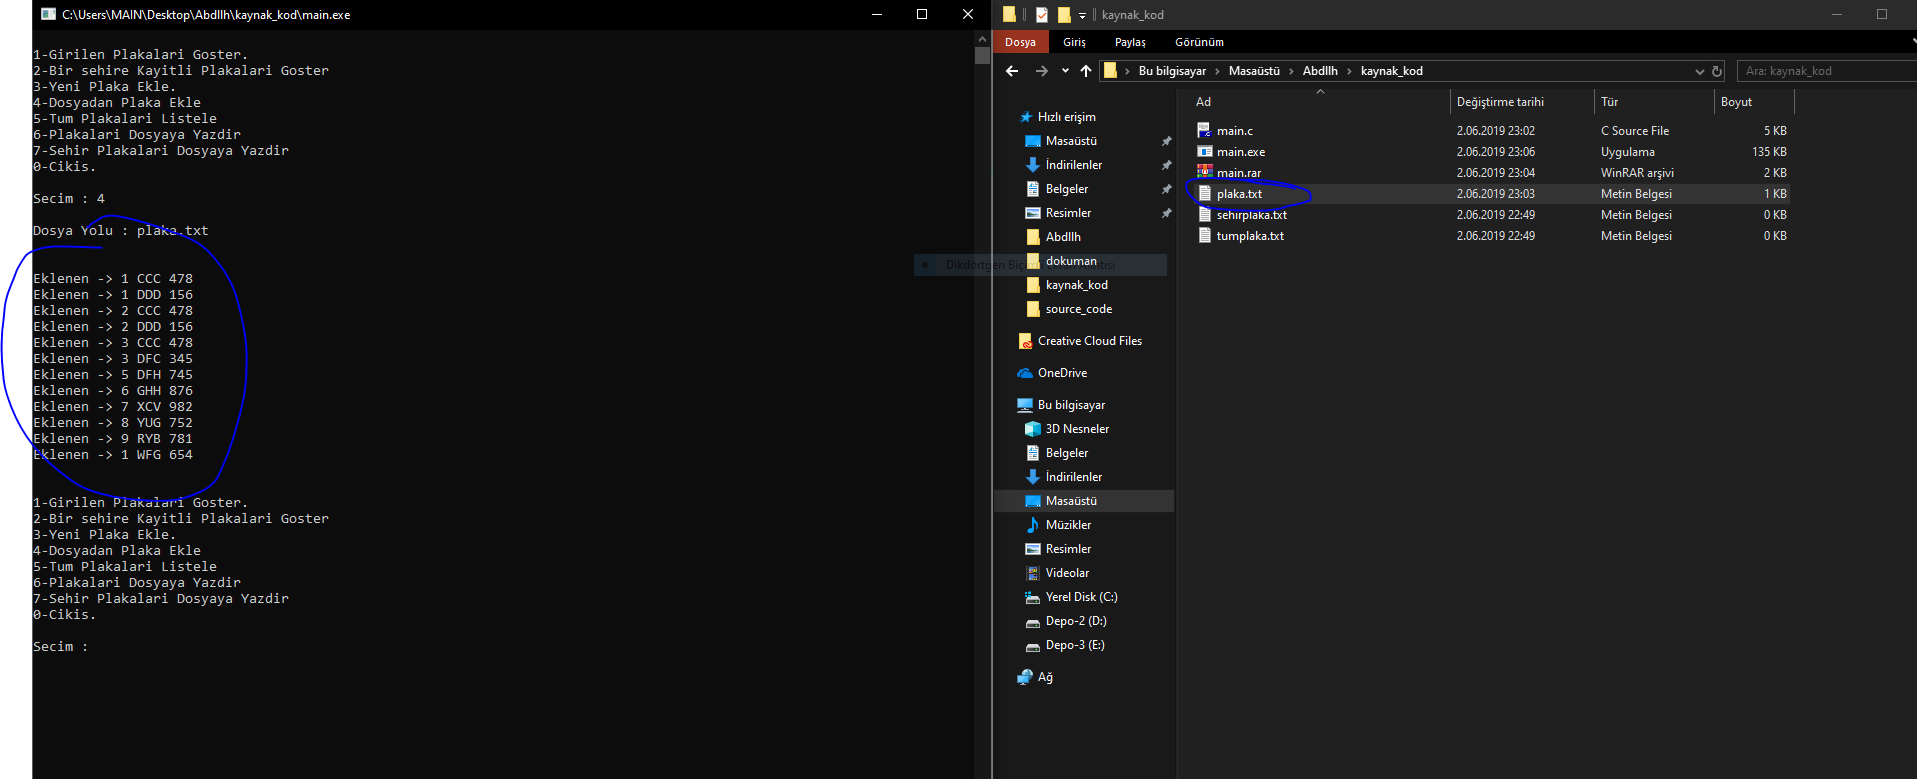 C:\Users\MAIN\Desktop\Abdllh\kaynak_kod\main.exe
1-Girilen Plakalari Goster.
2-Bir sehire Kayitli Plakalari Goster
3-Yeni Plaka Ekle.
4-Dosyadan Plaka Ekle
5-Tum Plakalari Listele
6-Plakalari Dosyaya Yazdir
7-Sehir Plakalari Dosyaya Yazdir
0-Cikis.
Secim : 4
Dosya Yolu : plaka.txt
Eklenen -> 1 CCC 478
Eklenen -> 1 DDD 156
Eklenen -> 2 CCC 478
Eklenen -> 2 DDD 156
Eklenen -> 3 CCC 478
Eklenen -> 3 DFC 345
Eklenen -> 5 DFH 745
Eklenen -> 6 GHH 876
Eklenen -> 7 XCV 982
Eklenen -> 8 YUG 752
Eklenen -> 9 RYB 781
Eklenen -> 1 WFG 654
1-Girilen Plakalari Goster.
2-Bir sehire Kayitli Plakalari Goster
3-Yeni Plaka Ekle.
4-Dosyadan Plaka Ekle
5-Tum Plakalari Listele
6-Plakalari Dosyaya Yazdir
7-Sehir Plakalari Dosyaya Yazdir
0-Cikis.
Secim :
kaynak_kod
Dosya Giriş Paylaş Görünüm
Bu bilgisayar Masaüstü Abdllh kaynak_kod
Ara: kaynak_kod
Hızlı erişim
Masaüstü
İndirilenler
Belgeler
Resimler
Abdllh
dokuman
Dikdörtgen
kaynak_kod
source_code
Creative Cloud Files
OneDrive
Bu bilgisayar
3D Nesneler
Belgeler
İndirilenler
Masaüstü
Müzikler
Resimler
Videolar
Yerel Disk (C:)
Depo-2 (D:)
Depo-3 (E:)
Ağ
Ad Değiştirme tarihi Tür Boyut
main.c 2.06.2019 23:02 C Source File 5 KB
main.exe 2.06.2019 23:06 Uygulama 135 KB
main.rar 2.06.2019 23:04 WinRAR arşivi 2 KB
plaka.txt 2.06.2019 23:03 Metin Belgesi 1 KB
sehirplaka.txt 2.06.2019 22:49 Metin Belgesi 0 KB
tumplaka.txt 2.06.2019 22:49 Metin Belgesi 0 KB